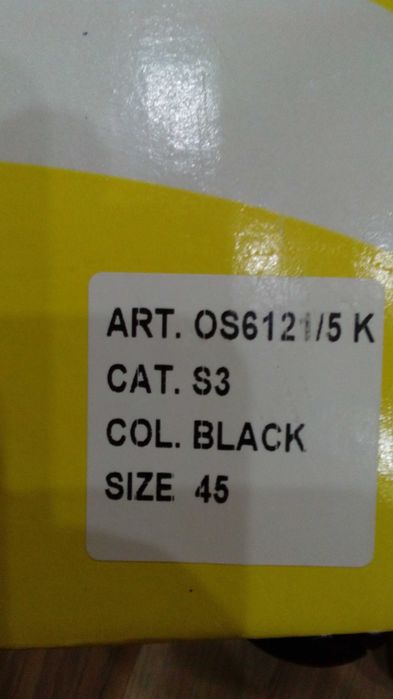 ART. OS6121/5 K
CAT. S3
COL. BLACK
SIZE 45